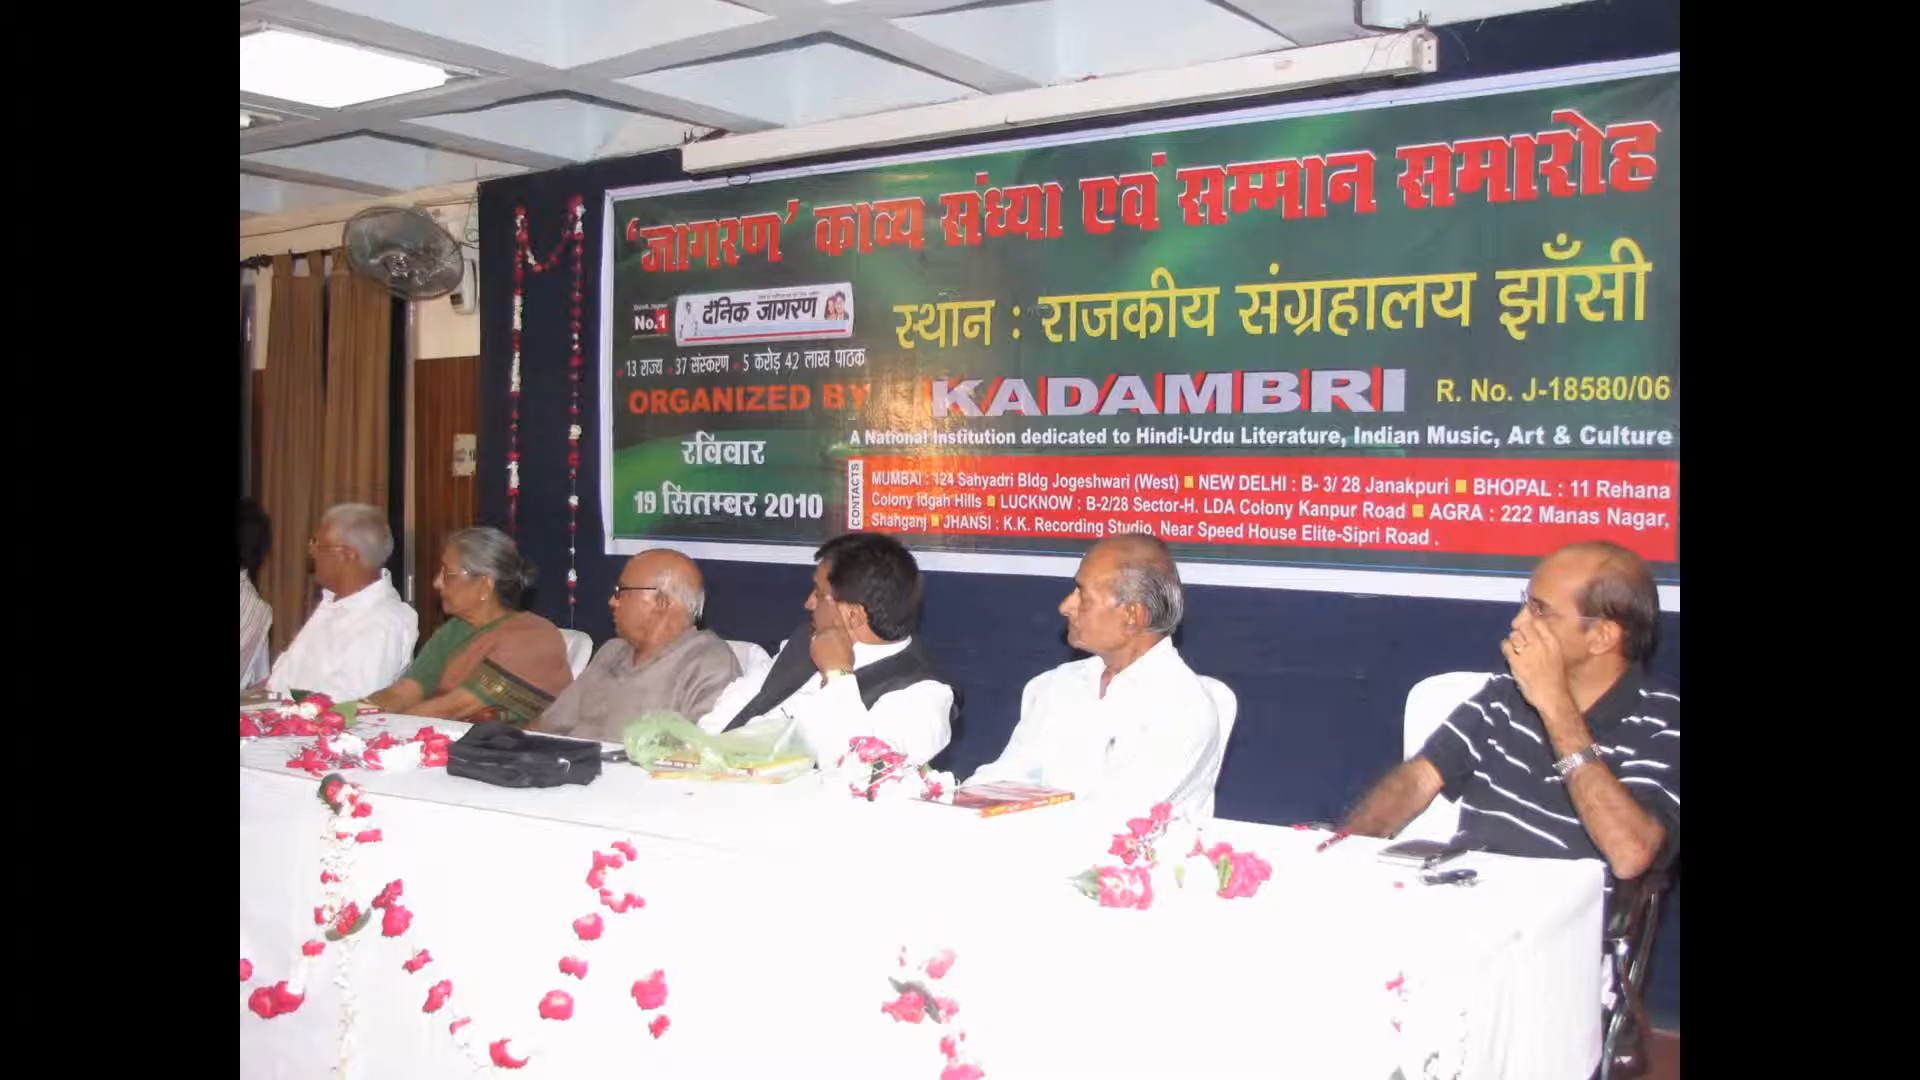 'जागरण' काव्य संध्या एवं सम्मान समारोह
No.1 दैनिक जागरण
स्थान : राजकीय संग्रहालय झाँसी
13 राज्य 37 संस्करण 5 करोड़ 42 लाख पाठक
ORGANIZED BY KADAMBRI R. No. J-18580/06
A National Institution dedicated to Hindi-Urdu Literature, Indian Music, Art & Culture
रविवार
19 सितम्बर 2010
CONTACTS
MUMBAI : 124 Sahyadri Bldg Jogeshwari (West) NEW DELHI : B- 3/ 28 Janakpuri BHOPAL : 11 Rehana
Colony Idgah Hills LUCKNOW : B-2/28 Sector-H. LDA Colony Kanpur Road AGRA : 222 Manas Nagar,
Shahganj JHANSI : K.K. Recording Studio, Near Speed House Elite-Sipri Road .